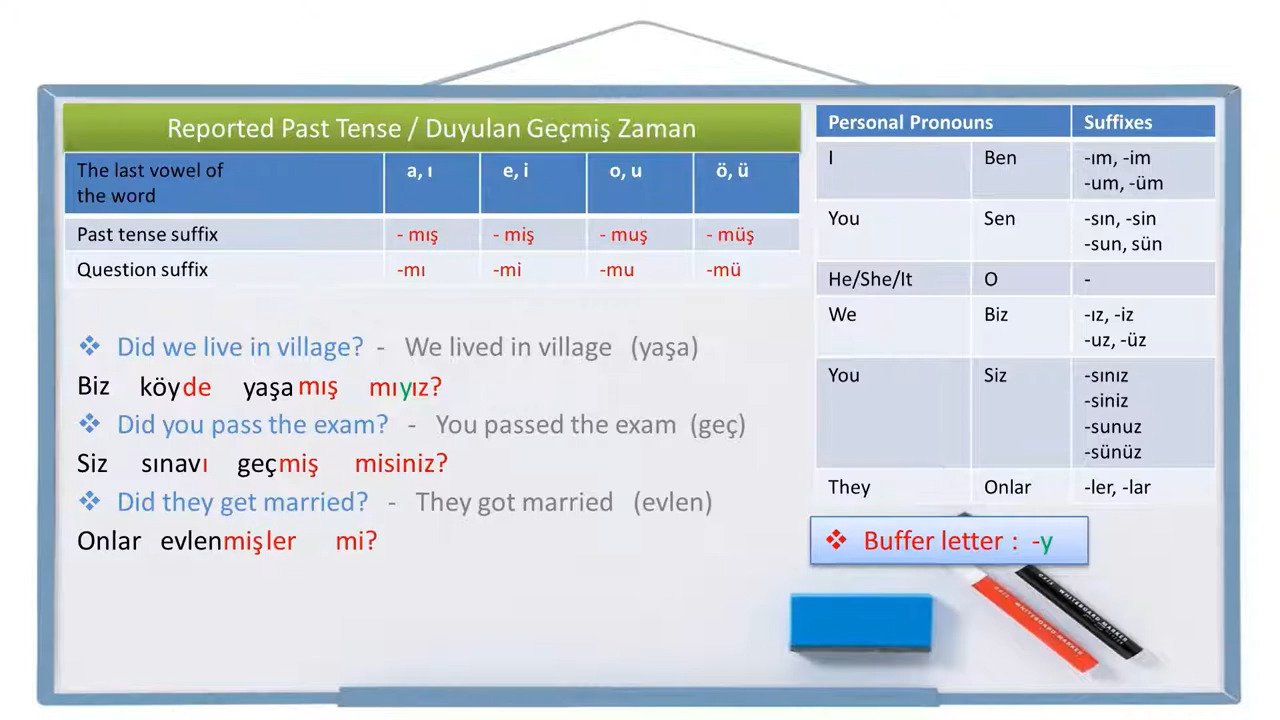 Reported Past Tense / Duyulan Geçmiş Zaman
The last vowel of
the word
a, ı
e, i
o, u
ö, ü
Past tense suffix
- mış
- miş
- muş
- müş
Question suffix
-mı
-mi
-mu
-mü
❖ Did we live in village? - We lived in village (yaşa)
Biz köyde yaşamış mıyız?
❖ Did you pass the exam? - You passed the exam (geç)
Siz sınavı geçmiş misiniz?
❖ Did they get married? - They got married (evlen)
Onlar evlenmişler mi?
Personal Pronouns
Suffixes
I
Ben
-ım, -im
-um, -üm
You
Sen
-sın, -sin
-sun, sün
He/She/It
O
-
We
Biz
-ız, -iz
-uz, -üz
You
Siz
-sınız
-siniz
-sunuz
-sünüz
They
Onlar
-ler, -lar
❖ Buffer letter : -y
WHITEBOARD MARKER
WHITEBOARD MARKER